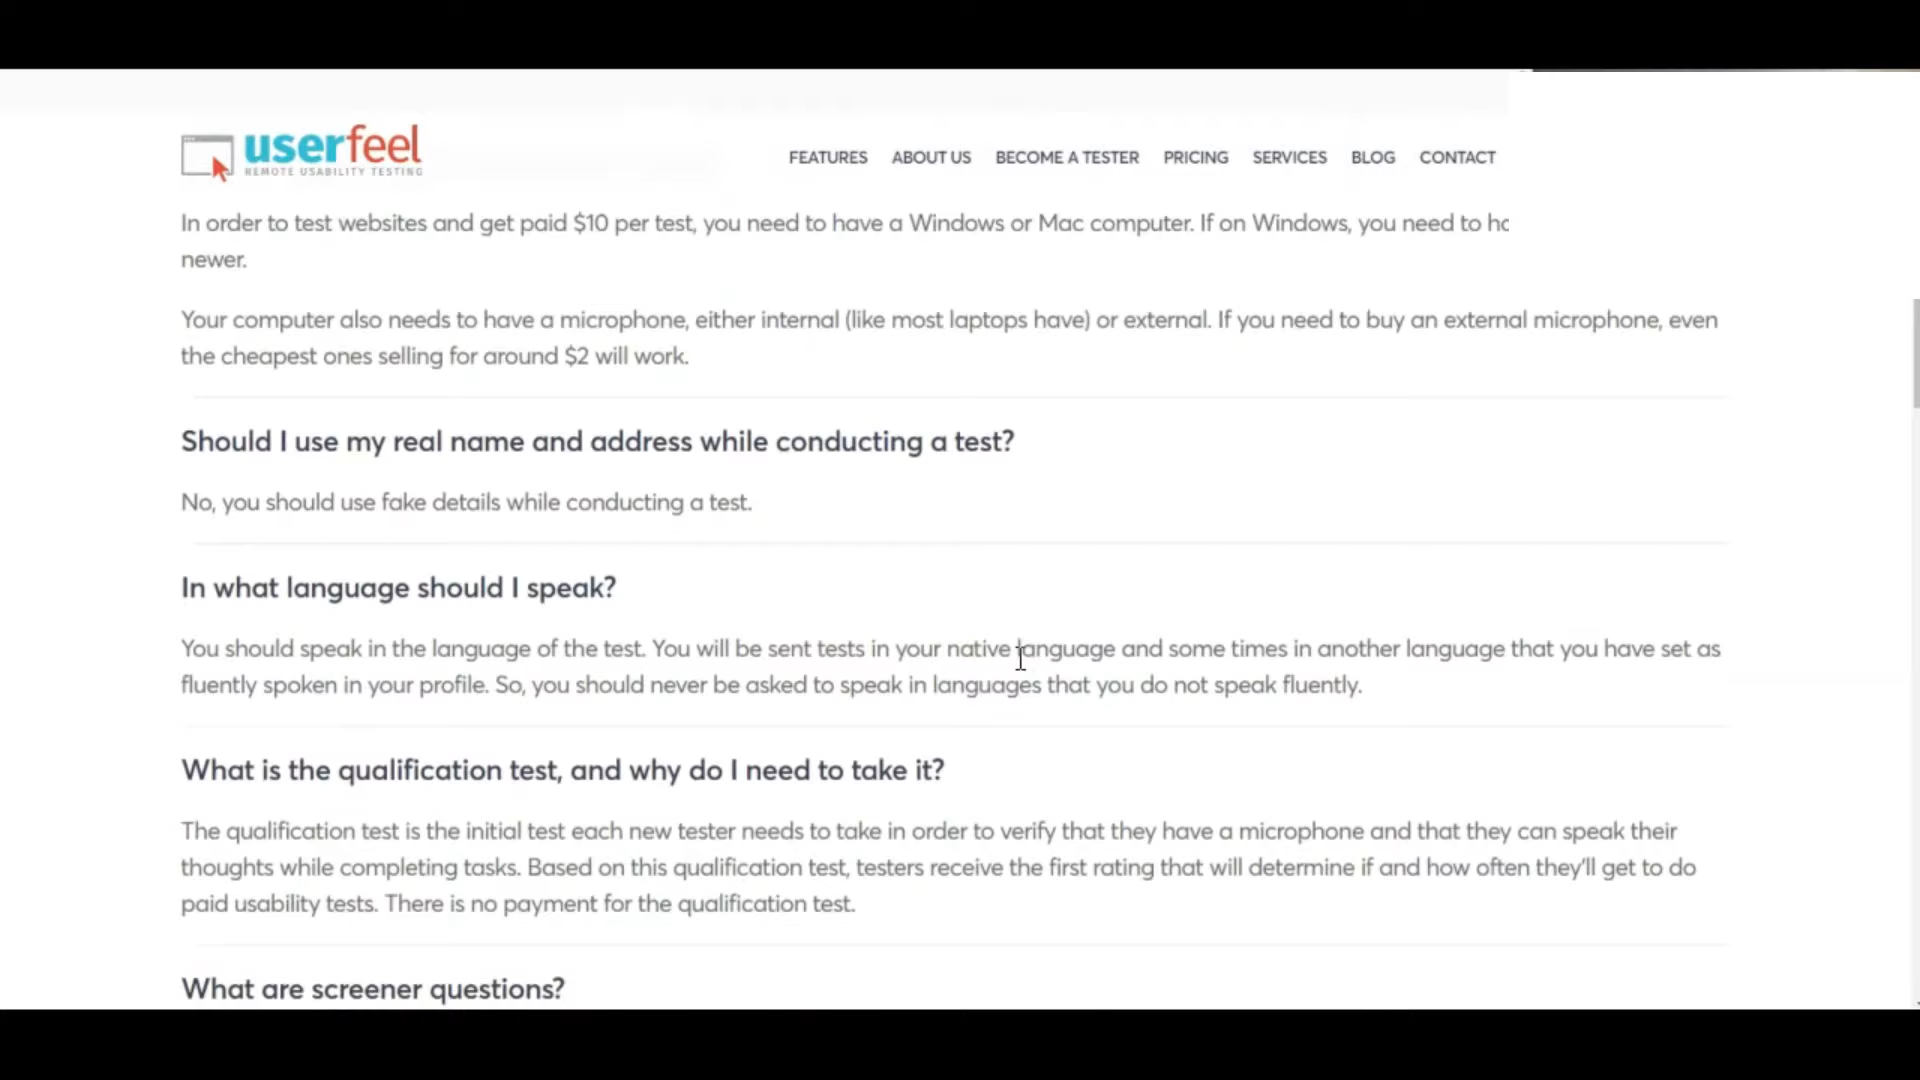 userfeel
REMOTE USABILITY TESTING
FEATURES ABOUT US BECOME A TESTER PRICING SERVICES BLOG CONTACT
In order to test websites and get paid $10 per test, you need to have a Windows or Mac computer. If on Windows, you need to
newer.
Your computer also needs to have a microphone, either internal (like most laptops have) or external. If you need to buy an external microphone, even
the cheapest ones selling for around $2 will work.
Should I use my real name and address while conducting a test?
No, you should use fake details while conducting a test.
In what language should I speak?
You should speak in the language of the test. You will be sent tests in your native language and some times in another language that you have set as
fluently spoken in your profile. So, you should never be asked to speak in languages that you do not speak fluently.
What is the qualification test, and why do I need to take it?
The qualification test is the initial test each new tester needs to take in order to verify that they have a microphone and that they can speak their
thoughts while completing tasks. Based on this qualification test, testers receive the first rating that will determine if and how often they'll get to do
paid usability tests. There is no payment for the qualification test.
What are screener questions?